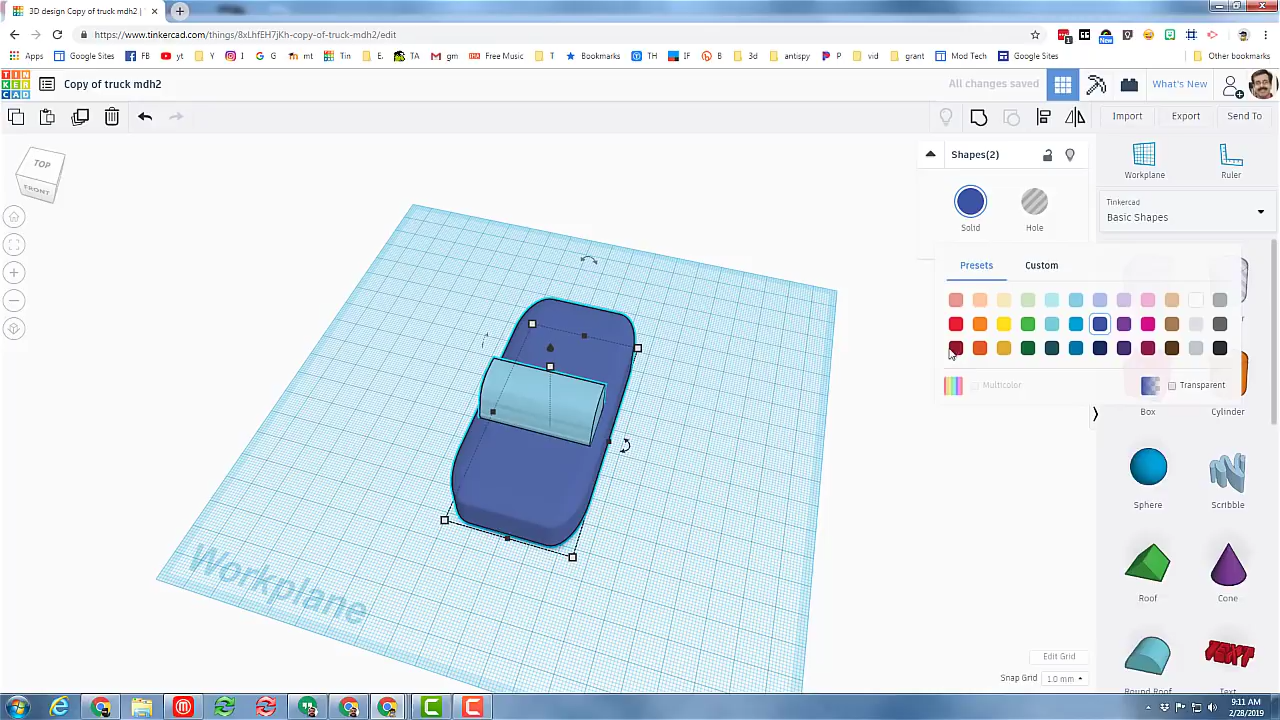 3D design Copy of truck mdh2 |
https://www.tinkercad.com/things/8xLhfEH7jKh-copy-of-truck-mdh2/edit
Apps Google Sites FB yt Y I G mt Tin E. TA gm Free Music T Bookmarks TH IF B 3d antispy P vid grant Mod Tech Google Sites Other bookmarks
TIN
KER
CAD
Copy of truck mdh2
All changes saved
What's New
Import Export Send To
TOP
FRONT
Shapes(2)
Solid Hole
Workplane Ruler
Tinkercad
Basic Shapes
Presets Custom
Multicolor Transparent
Box Cylinder
Sphere Scribble
Roof Cone
TEXT
Round Roof Text
Workplane
Edit Grid
Snap Grid 1.0 mm
9:11 AM
2/28/2019